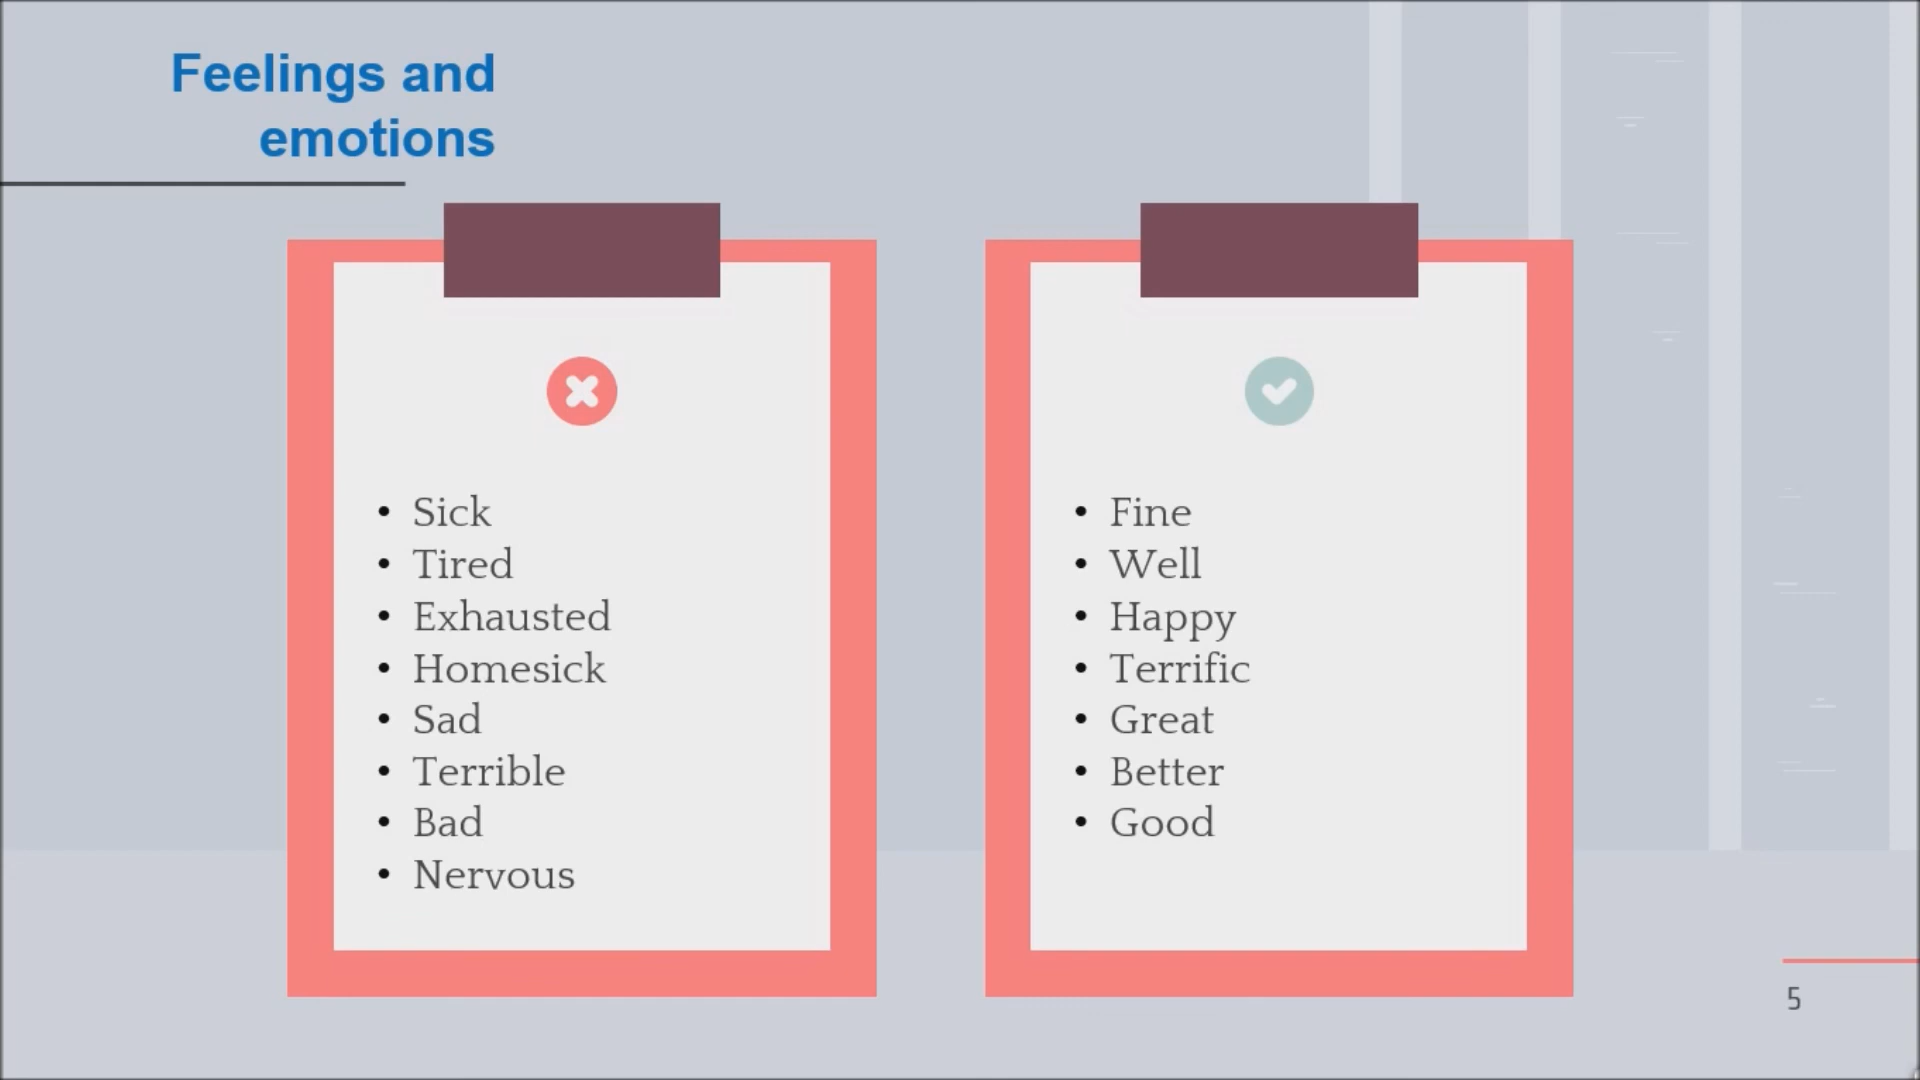 Feelings and
emotions
• Sick
• Tired
• Exhausted
• Homesick
• Sad
• Terrible
• Bad
• Nervous
• Fine
• Well
• Happy
• Terrific
• Great
• Better
• Good
5